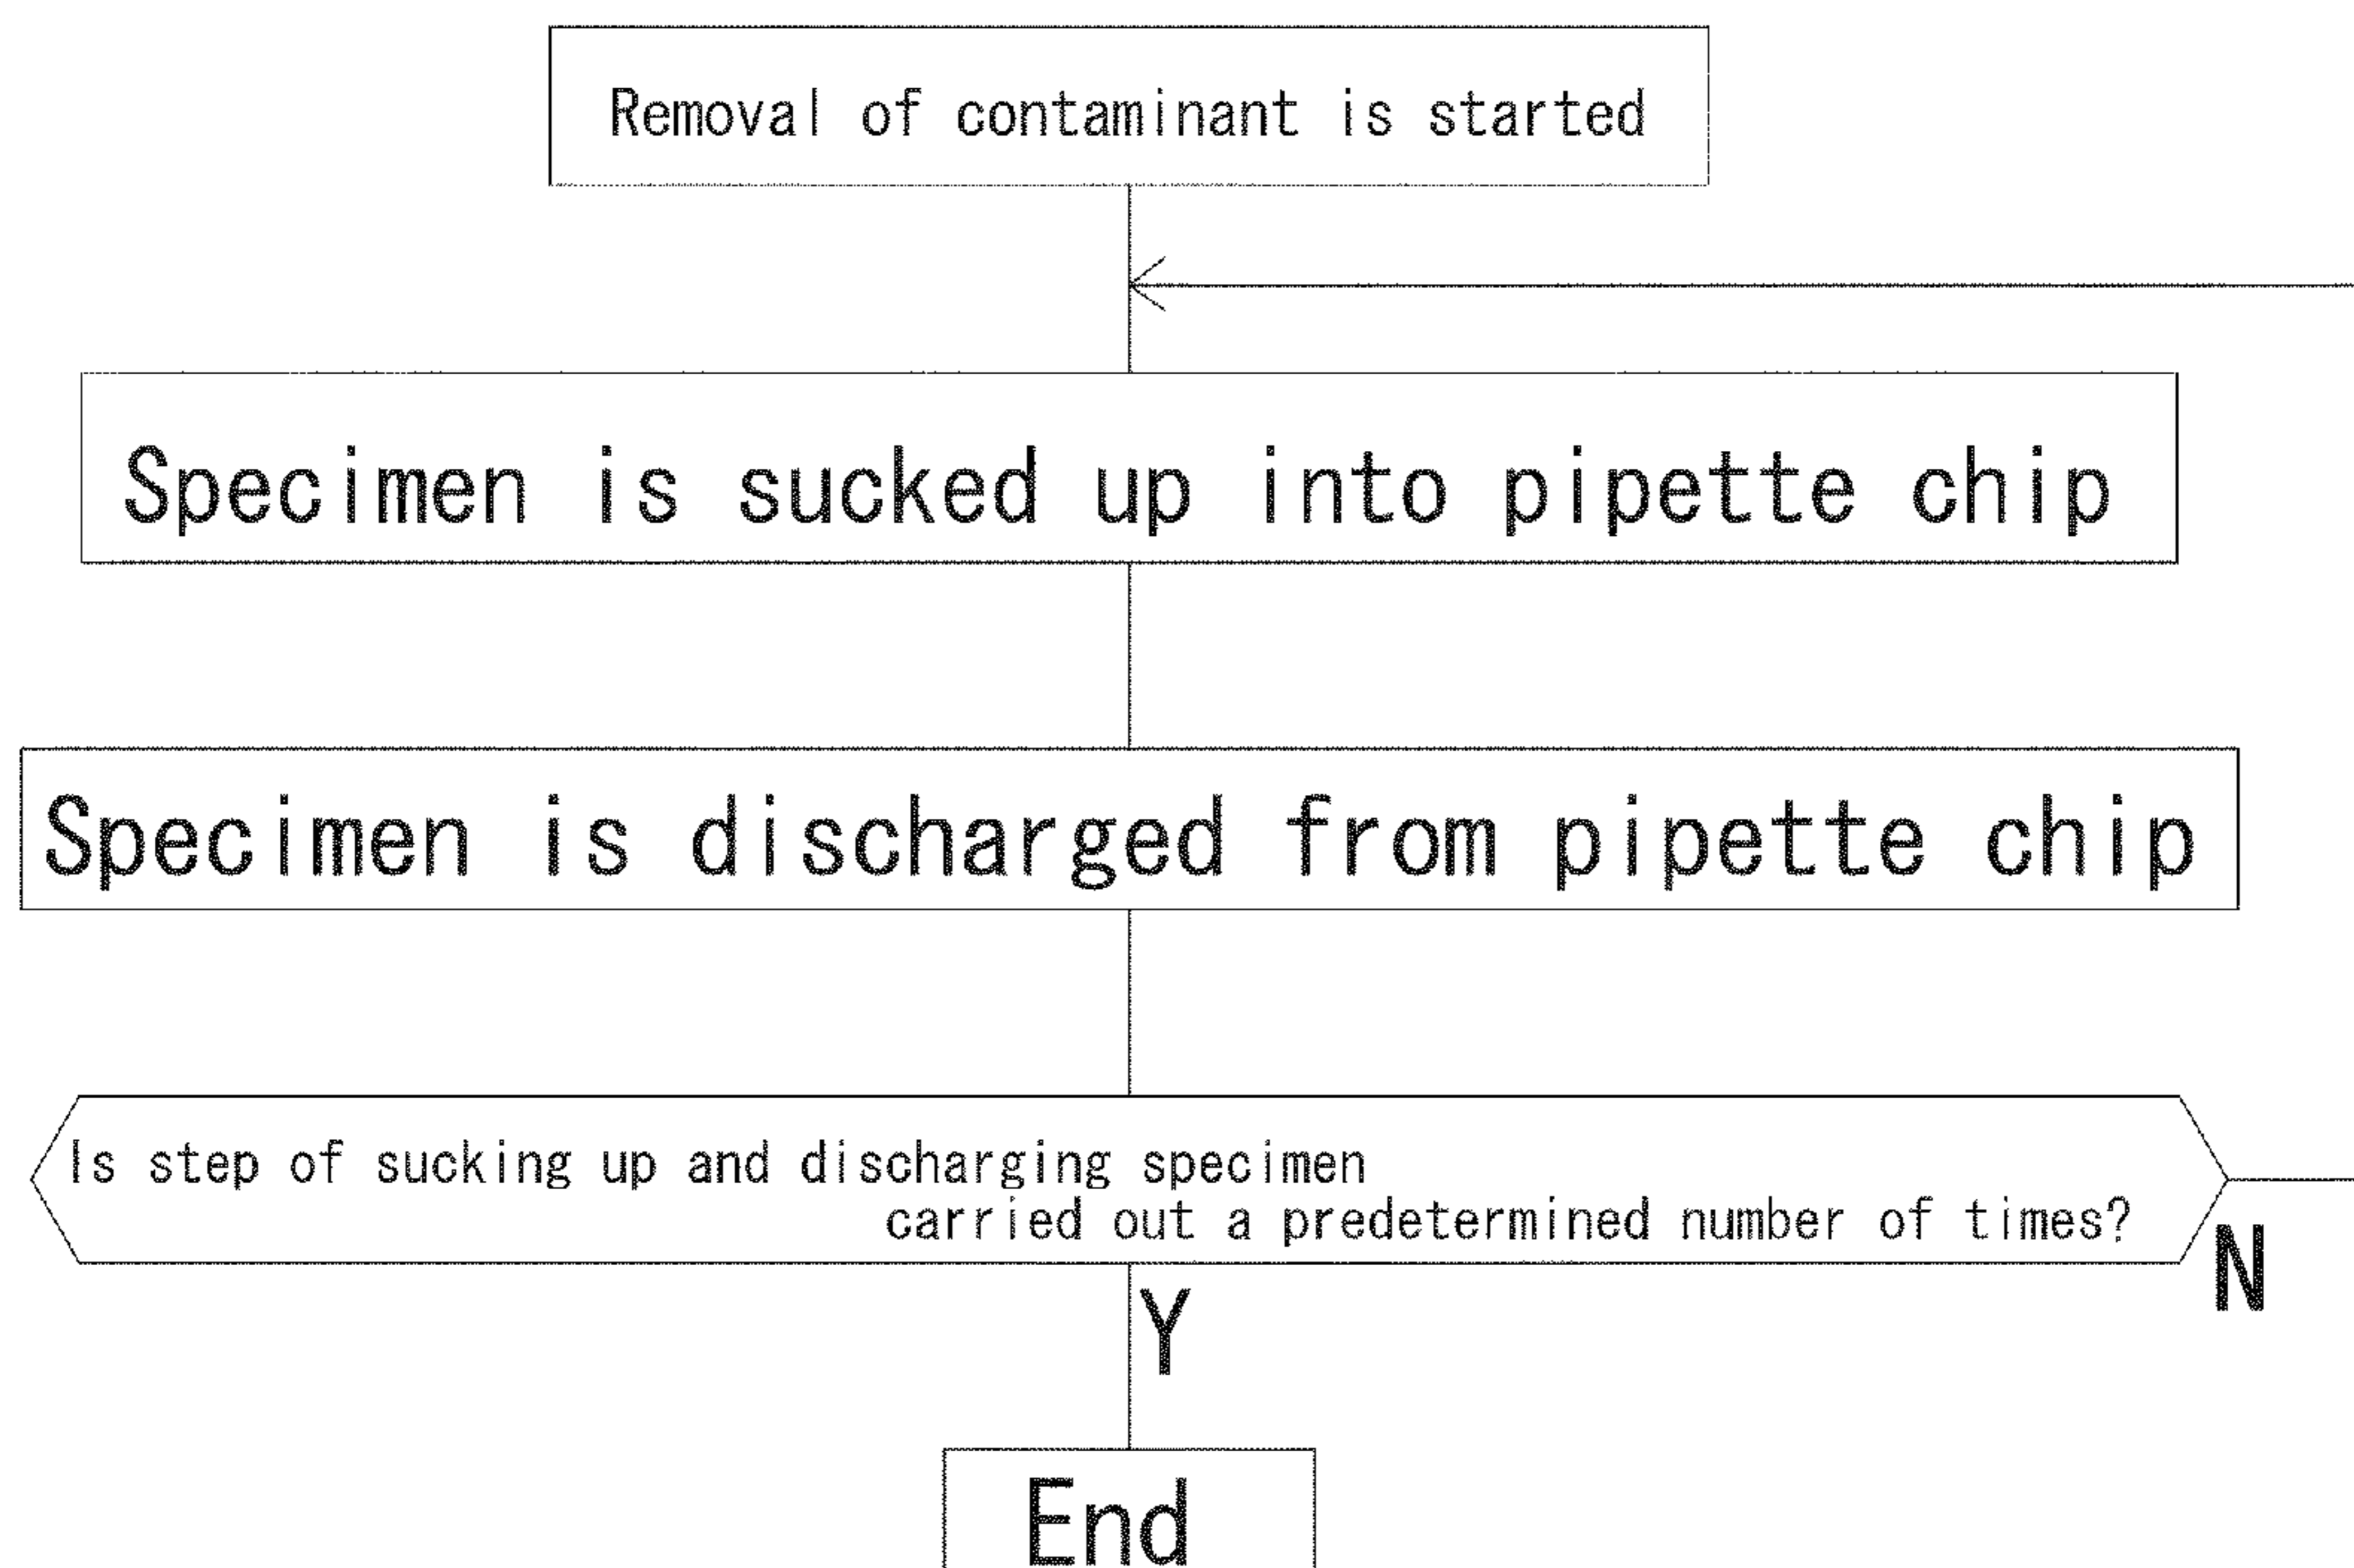 Removal of contaminant is started
Specimen is sucked up into pipette chip
Specimen is discharged from pipette chip
Is step of sucking up and discharging specimen
carried out a predetermined number of times?
N
Y
End